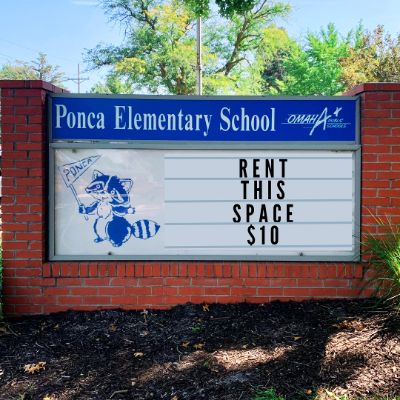 Ponca Elementary School
OMAHA
PUBLIC
SCHOOLS
PONCA
RENT
THIS
SPACE
$10